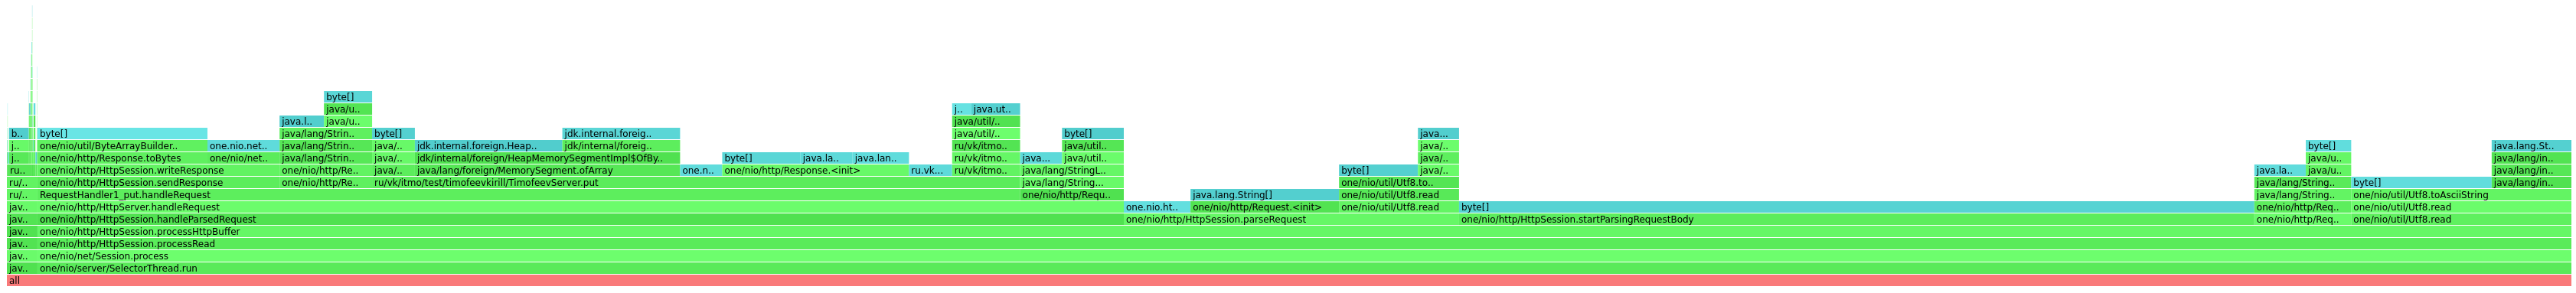 byte[]
j.. java.ut..
java/u..
java.l.. java/u.. java/util/..
b.. byte[] java/lang/Strin.. byte[] jdk.internal.foreig.. java/util/.. byte[] java...
j.. one/nio/util/ByteArrayBuilder.. one.nio.net.. java/lang/Strin.. java/.. jdk.internal.foreign.Heap.. jdk/internal/foreig.. ru/vk/itmo.. java/util.. java/.. byte[] java.lang.St..
j.. one/nio/http/Response.toBytes one/nio/net.. java/lang/Strin.. java/.. jdk/internal/foreign/HeapMemorySegmentImpl$OfBy.. byte[] java.la.. java.lan.. ru/vk/itmo.. java... java/util.. java/.. java/u.. java/lang/in..
ru.. one/nio/http/HttpSession.writeResponse one/nio/http/Re.. java/.. java/lang/foreign/MemorySegment.ofArray one.n.. one/nio/http/Response.<init> ru.vk... ru/vk/itmo.. java/lang/StringL.. byte[] java/.. java.la.. java/u.. java/lang/in..
ru/.. one/nio/http/HttpSession.sendResponse one/nio/http/Re.. ru/vk/itmo/test/timofeevkirill/TimofeevServer.put java/lang/String... one/nio/util/Utf8.to.. java/lang/String.. byte[] java/lang/in..
ru/.. RequestHandler1_put.handleRequest one/nio/http/Requ.. java.lang.String[] one/nio/util/Utf8.read java/lang/String.. one/nio/util/Utf8.toAsciiString
jav.. one/nio/http/HttpServer.handleRequest one.nio.ht.. one/nio/http/Request.<init> one/nio/util/Utf8.read byte[] one/nio/http/Req.. one/nio/util/Utf8.read
jav.. one/nio/http/HttpSession.handleParsedRequest one/nio/http/HttpSession.parseRequest one/nio/http/HttpSession.startParsingRequestBody one/nio/http/Req.. one/nio/util/Utf8.read
jav.. one/nio/http/HttpSession.processHttpBuffer
jav.. one/nio/http/HttpSession.processRead
jav.. one/nio/net/Session.process
jav.. one/nio/server/SelectorThread.run
all